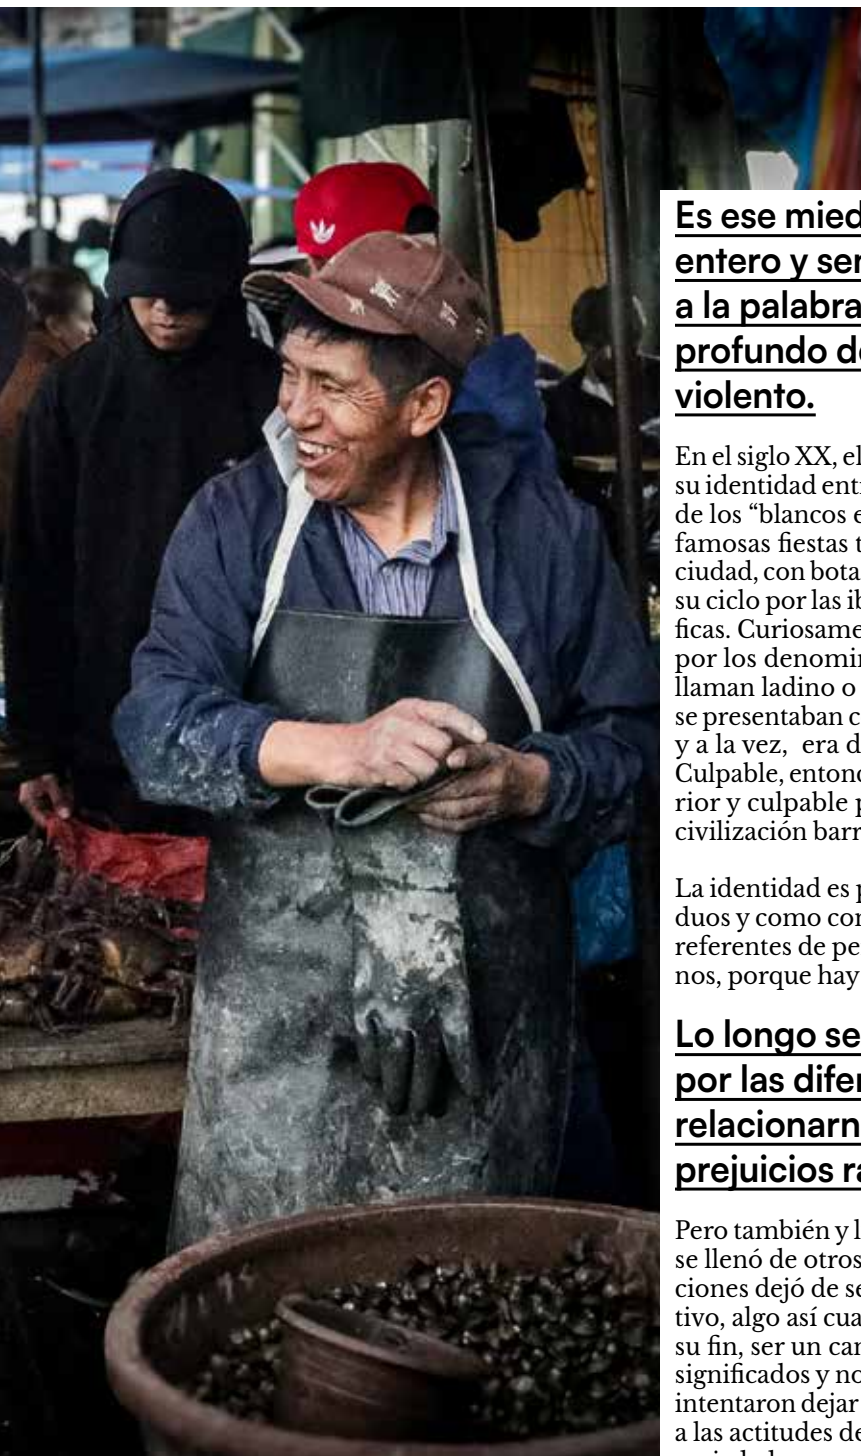 Es ese mied
entero y ser
a la palabra
profundo de
violento.
En el siglo XX, el
su identidad entr
de los “blancos e
famosas fiestas t
ciudad, con bota
su ciclo por las ib
ficas. Curiosame
por los denomin
llaman ladino o
se presentaban c
y a la vez, era d
Culpable, entonc
rior y culpable p
civilización barr
La identidad es p
duos y como con
referentes de pe
nos, porque hay
Lo longo se
por las difer
relacionarn
prejuicios ra
Pero también y l
se llenó de otros
ciones dejó de se
tivo, algo así cua
su fin, ser un can
significados y no
intentaron dejar
a las actitudes de